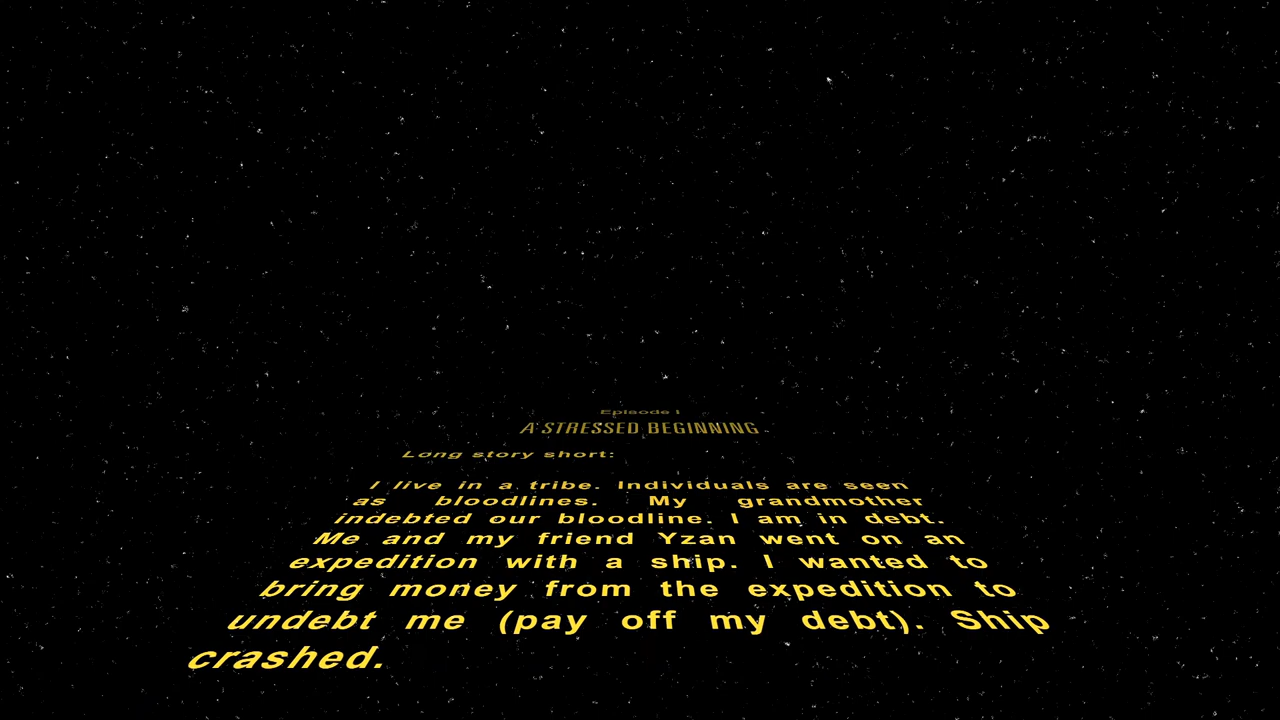 Episode I
A STRESSED BEGINNING
Long story short:
I live in a tribe. Individuals are seen
as bloodlines. My grandmother
indebted our bloodline. I am in debt.
Me and my friend Yzan went on an
expedition with a ship. I wanted to
bring money from the expedition to
undebt me (pay off my debt). Ship
crashed.